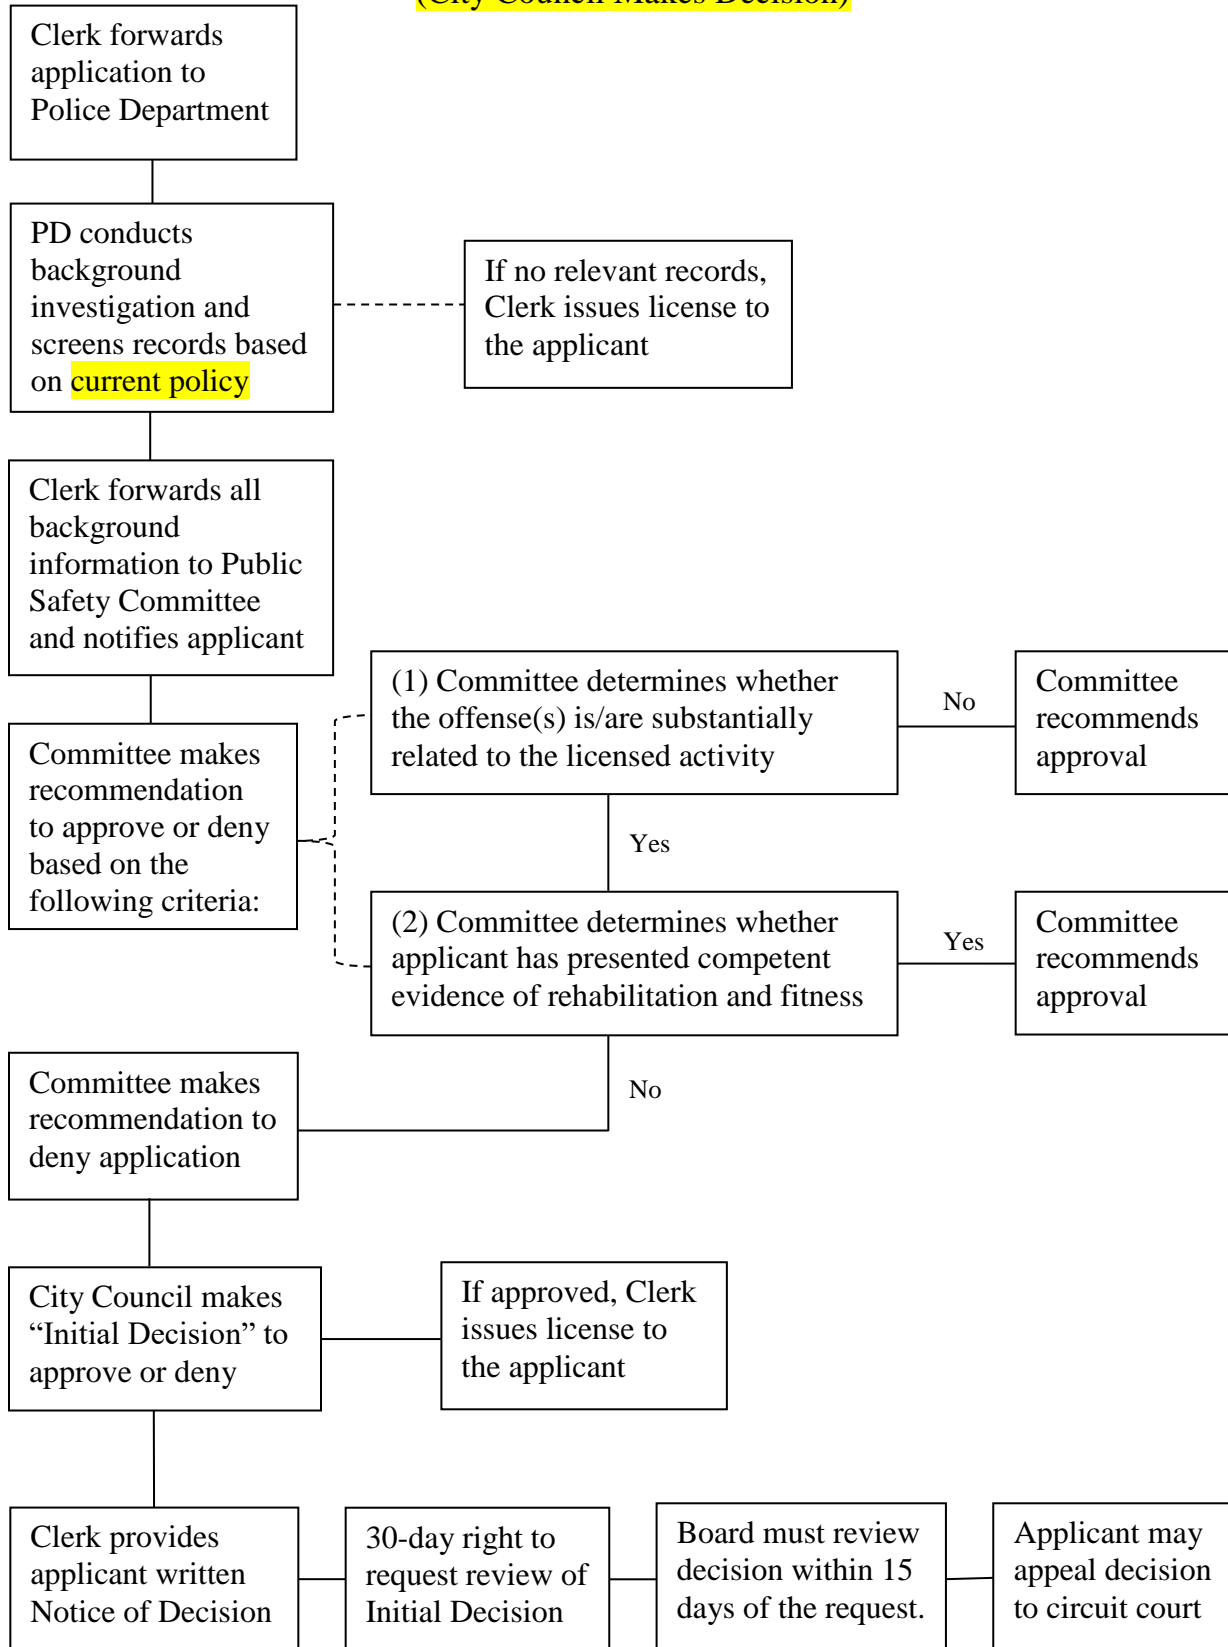 (City Council Makes Decision)
Clerk forwards
application to
Police Department
PD conducts
background
investigation and
screens records based
on current policy
If no relevant records,
Clerk issues license to
the applicant
Clerk forwards all
background
information to Public
Safety Committee
and notifies applicant
Committee makes
recommendation
to approve or deny
based on the
following criteria:
(1) Committee determines whether
the offense(s) is/are substantially
related to the licensed activity
No
Committee
recommends
approval
Yes
(2) Committee determines whether
applicant has presented competent
evidence of rehabilitation and fitness
Yes
Committee
recommends
approval
No
Committee makes
recommendation to
deny application
City Council makes
“Initial Decision” to
approve or deny
If approved, Clerk
issues license to
the applicant
Clerk provides
applicant written
Notice of Decision
30-day right to
request review of
Initial Decision
Board must review
decision within 15
days of the request.
Applicant may
appeal decision
to circuit court